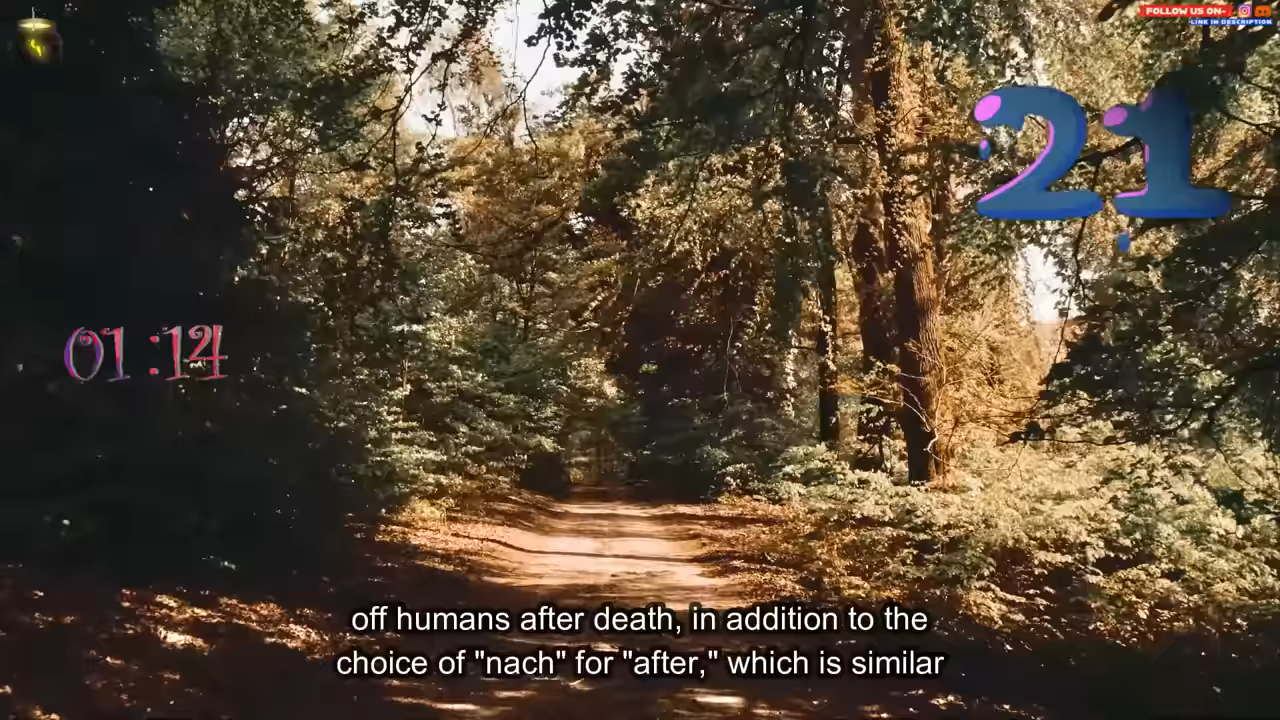 FOLLOW US ON-
LINK IN DESCRIPTION
21
01 :14
off humans after death, in addition to the
choice of "nach" for "after," which is similar